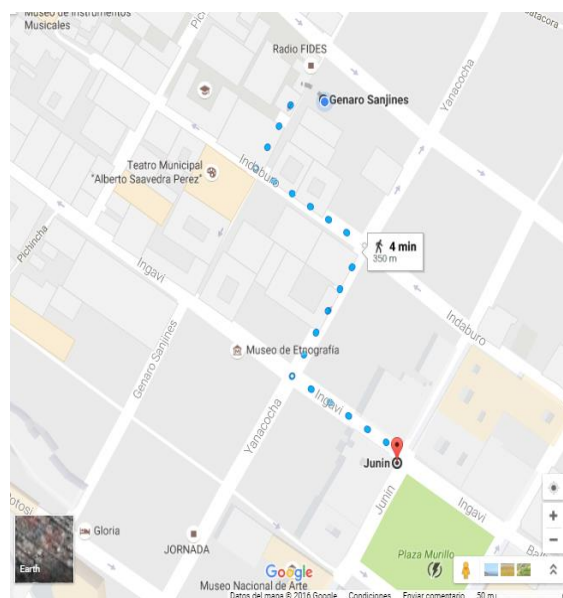 Museo de Instrumentos
Musicales
Radio FIDES
Genaro Sanjines
Yanacocha
Indaburo
Teatro Municipal
"Alberto Saavedra Perez"
Pichincha
Ingavi
4 min
350 m
Indaburo
Genaro Sanjines
Museo de Etnografía
Yanacocha
Ingavi
Junin
Junin
Ingavi
Gloria
JORNADA
Plaza Murillo
Earth
Google
Museo Nacional de Arte
Datos del mapa © 2016 Google Condiciones Enviar comentario 50 m